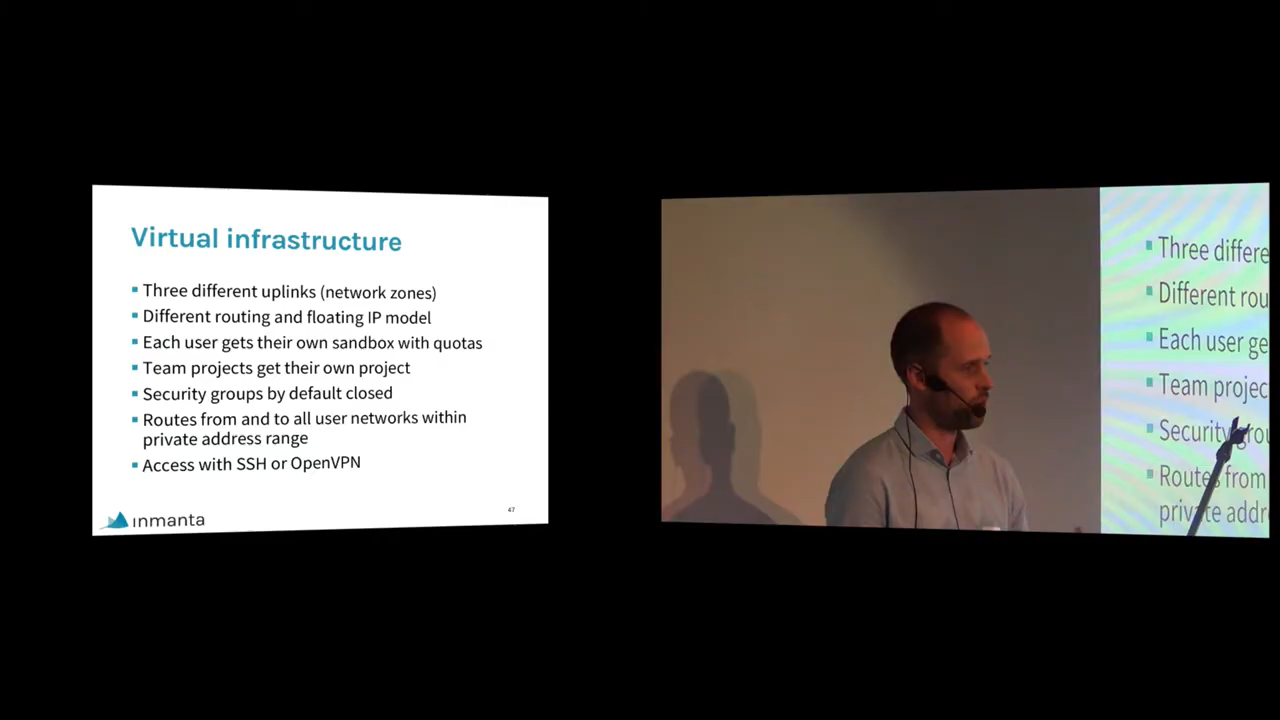 Virtual infrastructure
Three different uplinks (network zones)
Different routing and floating IP model
Each user gets their own sandbox with quotas
Team projects get their own project
Security groups by default closed
Routes from and to all user networks within
private address range
Access with SSH or OpenVPN
inmanta
47
Three differe
Different rou
Each user ge
Team projec
Security grou
Routes from
private addr